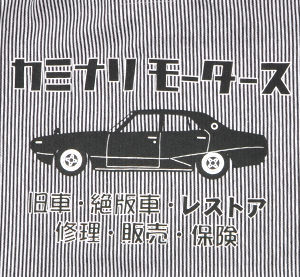 カミナリ モータース
旧車・絶版車・レストア
修理・販売・保険